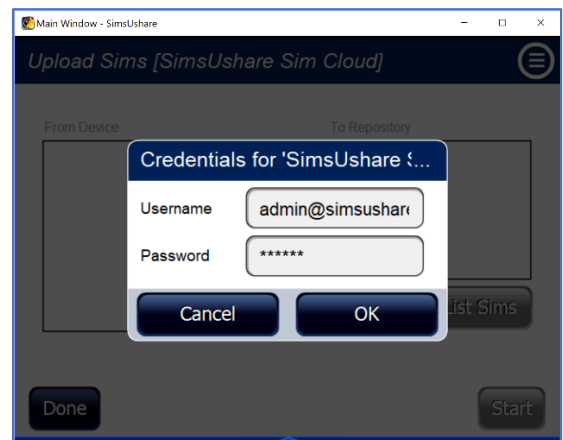 Main Window - SimsUshare
Upload Sims [SimsUshare Sim Cloud]
From Device To Repository
Credentials for 'SimsUshare S...
Username admin@simsushare
Password ******
Cancel OK
List Sims
Done Start